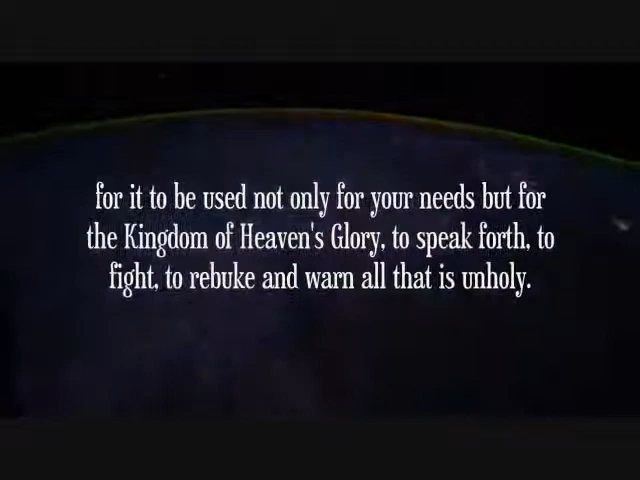 for it to be used not only for your needs but for
the Kingdom of Heaven's Glory, to speak forth, to
fight, to rebuke and warn all that is unholy.